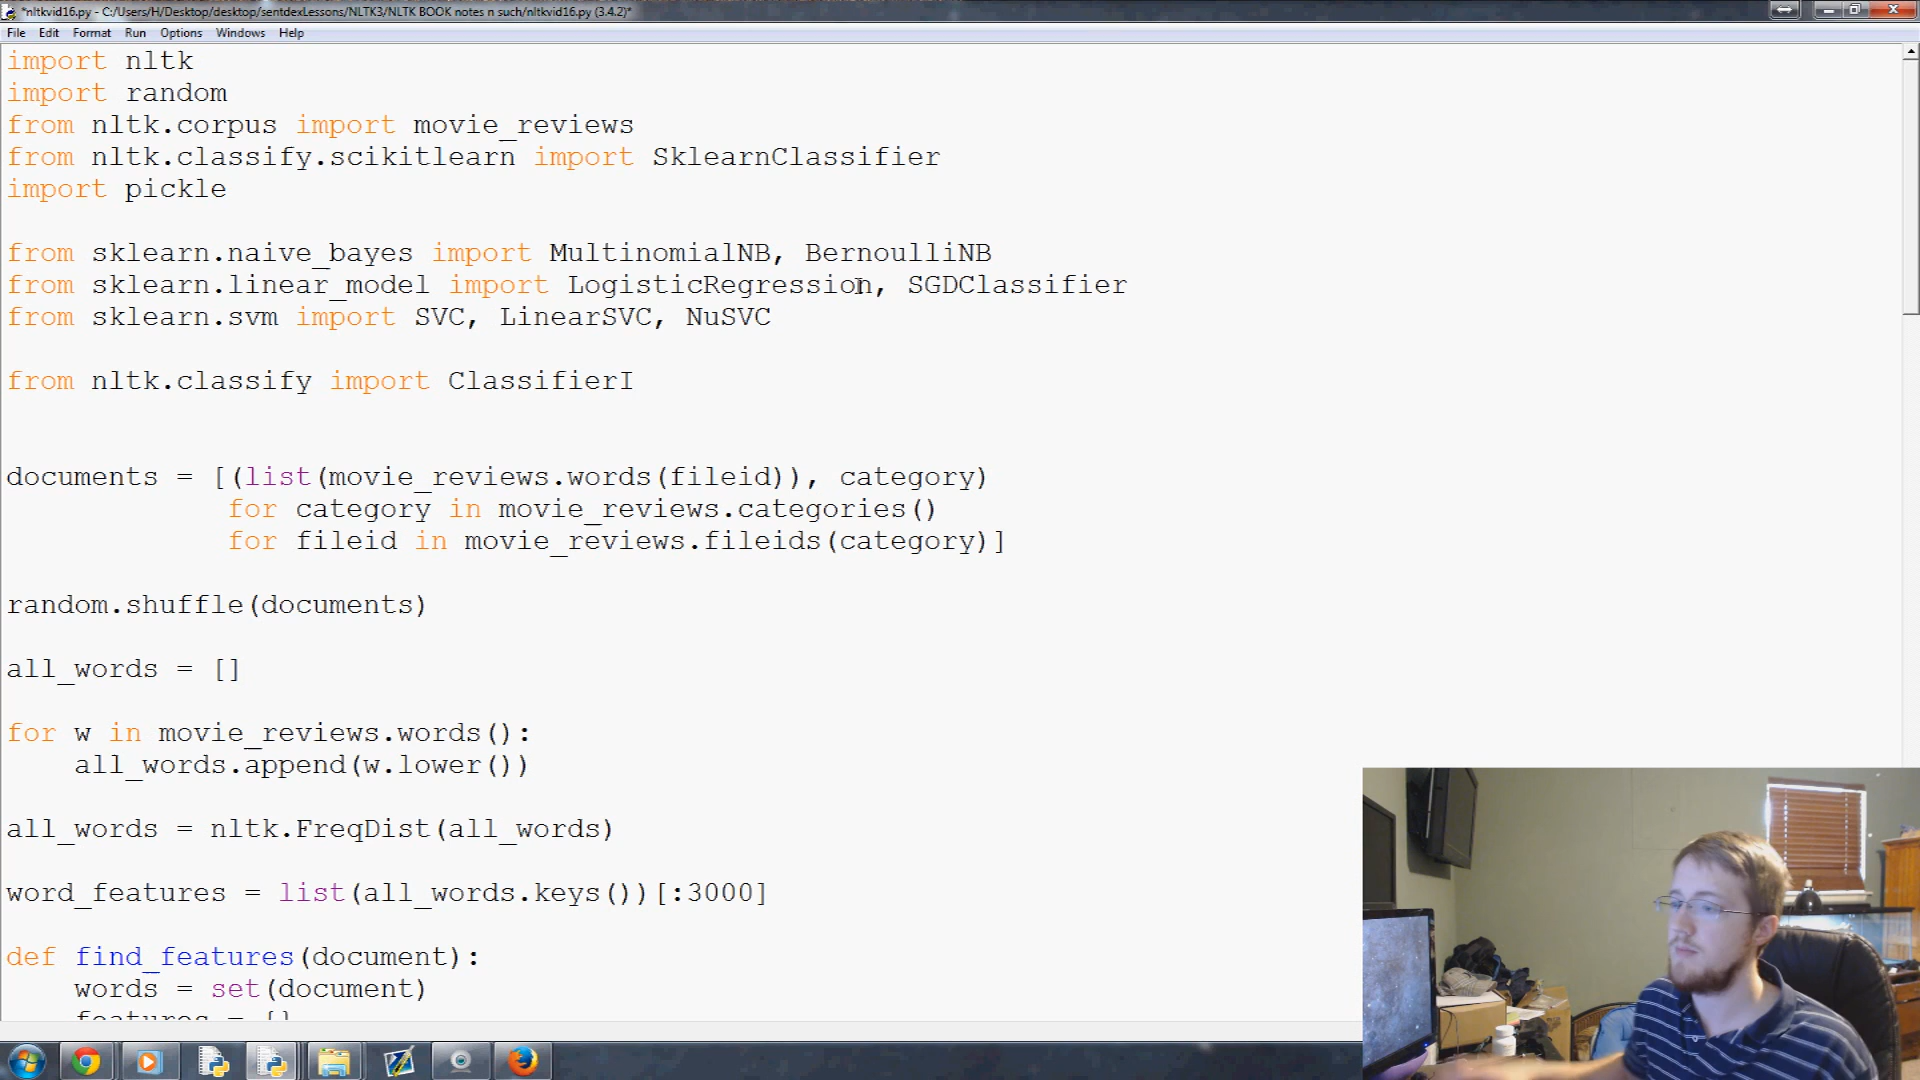 *nltkvid16.py - C:/Users/H/Desktop/desktop/sentdexLessons/NLTK3/NLTK BOOK notes n such/nltkvid16.py (3.4.2)*
File Edit Format Run Options Windows Help
import nltk
import random
from nltk.corpus import movie_reviews
from nltk.classify.scikitlearn import SklearnClassifier
import pickle
from sklearn.naive_bayes import MultinomialNB, BernoulliNB
from sklearn.linear_model import LogisticRegression, SGDClassifier
from sklearn.svm import SVC, LinearSVC, NuSVC
from nltk.classify import ClassifierI
documents = [(list(movie_reviews.words(fileid)), category)
for category in movie_reviews.categories()
for fileid in movie_reviews.fileids(category)]
random.shuffle(documents)
all_words = []
for w in movie_reviews.words():
all_words.append(w.lower())
all_words = nltk.FreqDist(all_words)
word_features = list(all_words.keys())[:3000]
def find_features(document):
words = set(document)
features = {}